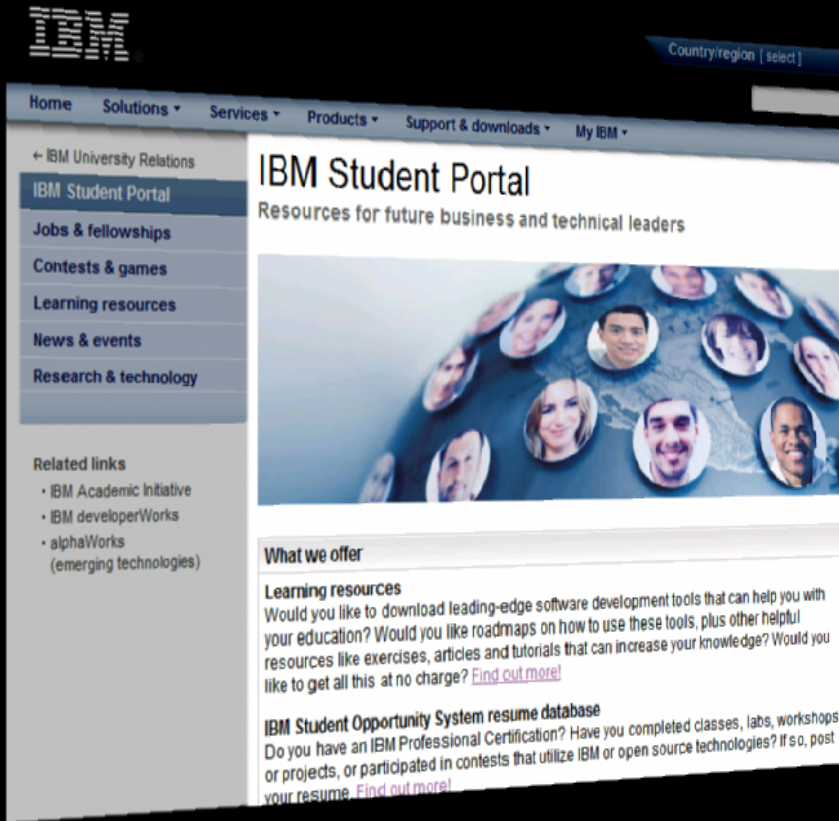 IBM
Country/region [ select ]
Home Solutions Services Products Support & downloads My IBM
← IBM University Relations
IBM Student Portal
Jobs & fellowships
Contests & games
Learning resources
News & events
Research & technology
Related links
• IBM Academic Initiative
• IBM developerWorks
• alphaWorks
(emerging technologies)
IBM Student Portal
Resources for future business and technical leaders
What we offer
Learning resources
Would you like to download leading-edge software development tools that can help you with
your education? Would you like roadmaps on how to use these tools, plus other helpful
resources like exercises, articles and tutorials that can increase your knowledge? Would you
like to get all this at no charge? Find out more!
IBM Student Opportunity System resume database
Do you have an IBM Professional Certification? Have you completed classes, labs, workshops
or projects, or participated in contests that utilize IBM or open source technologies? If so, post
your resume. Find out more!